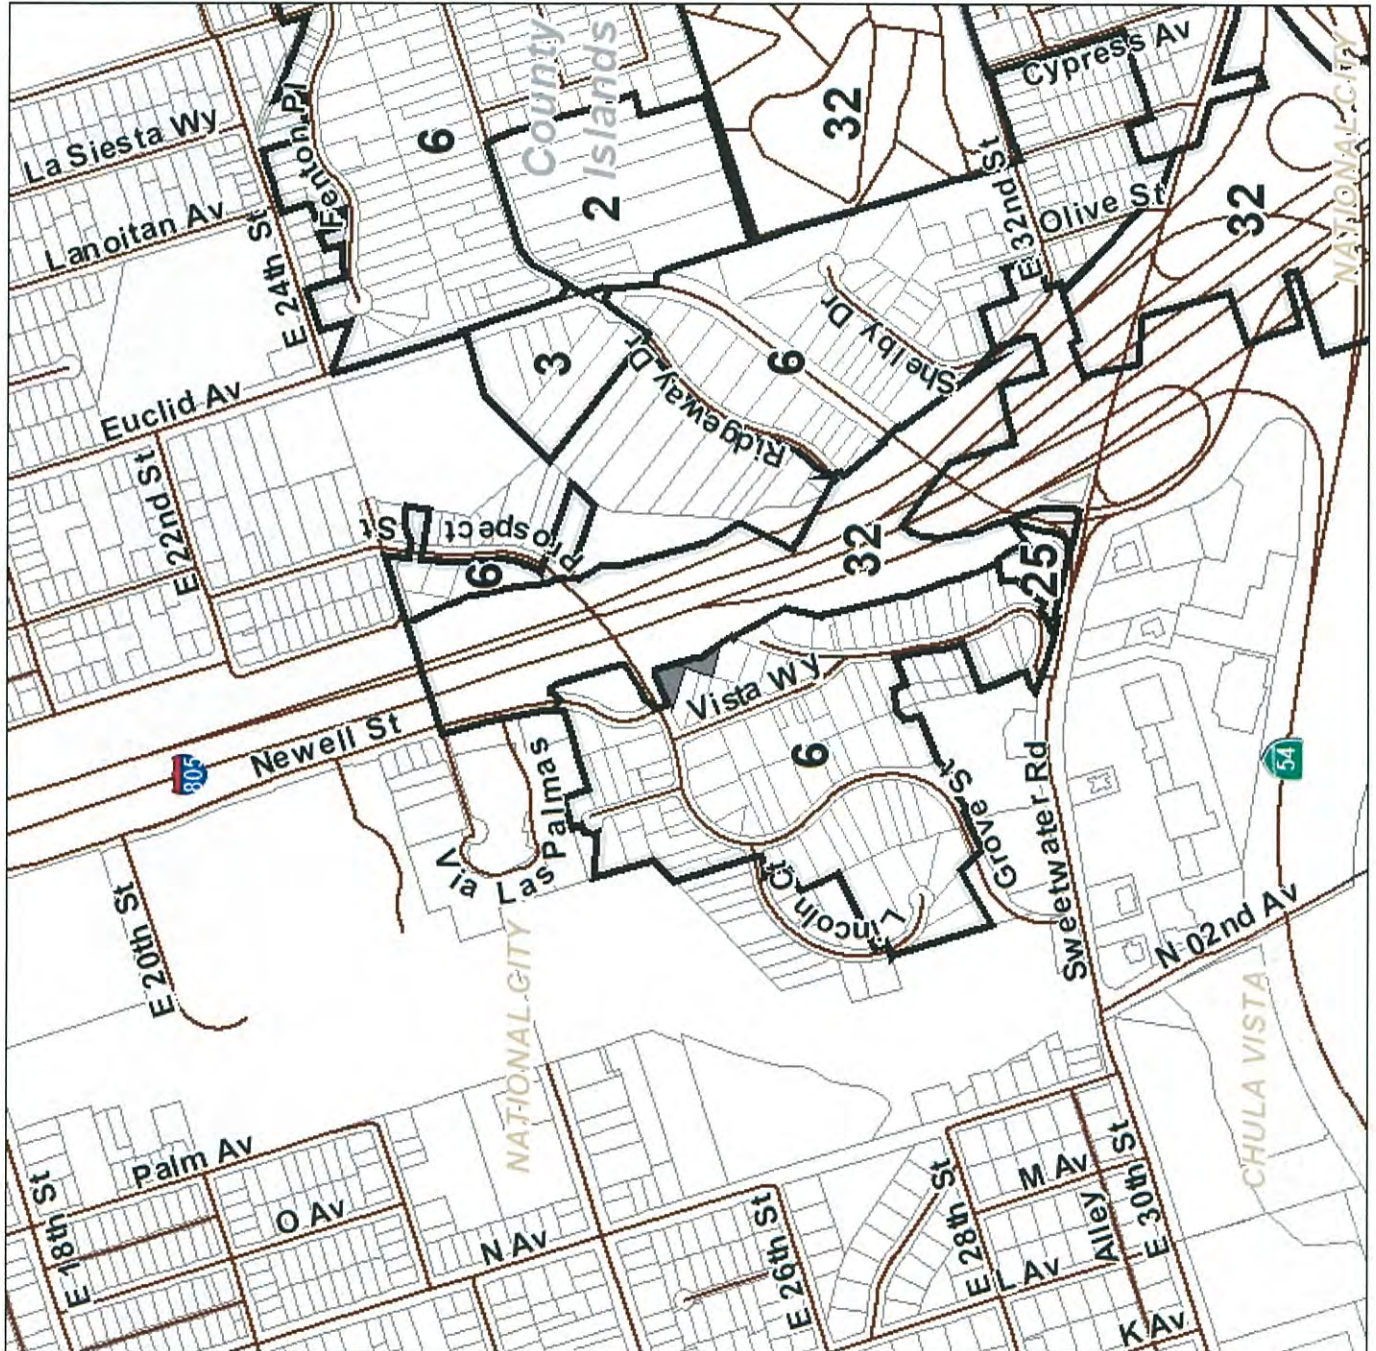 La Siesta Wy
Lanoitan Av
E 24th St
Fenton Pl
6
County
Islands
2
32
Cypress Av
E 32nd St
Olive St
32
NATIONAL CITY
Euclid Av
E 22nd St
3
Ridgeway Dr
6
Shelby Dr
Prospect St
6
32
25
805
Newell St
Vista Wy
6
Via Las Palmas
Lincoln Ct
Grove St
Sweetwater Rd
54
E 20th St
NATIONAL CITY
N 02nd Av
CHULA VISTA
E 18th St
Palm Av
O Av
N Av
E 26th St
E 28th St
M Av
L Av
Alley
E 30th St
K Av